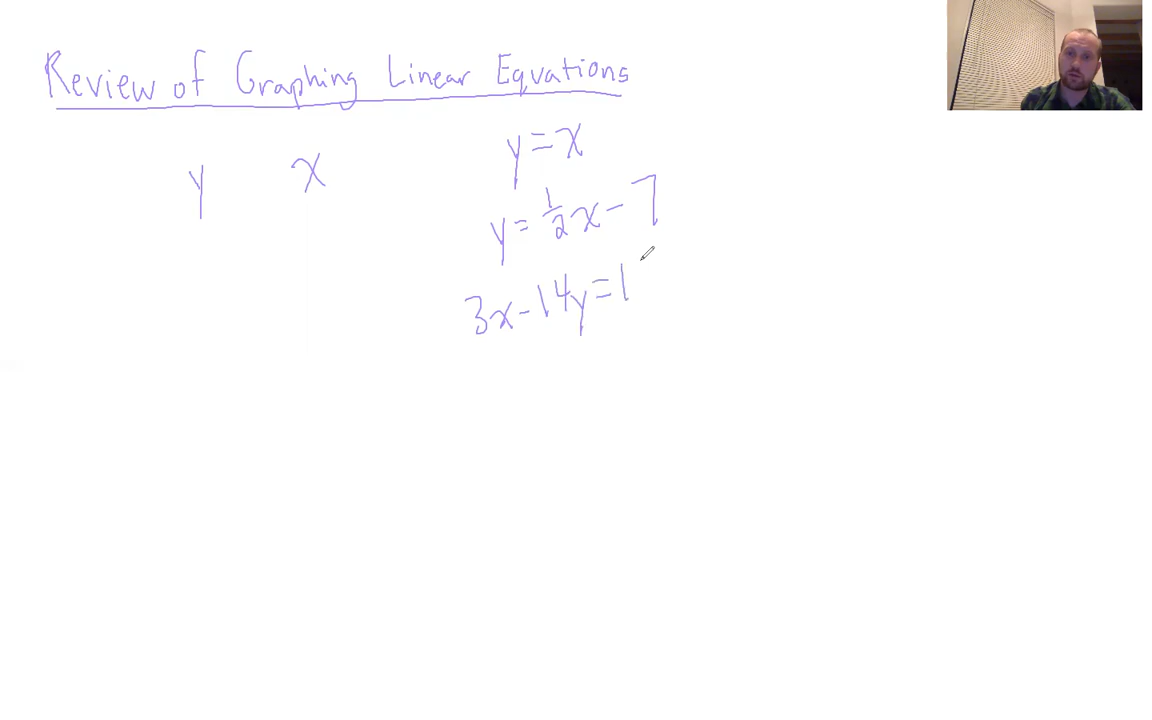 Review of Graphing Linear Equations
y x
y=x
y=½x-7
3x-14y=1